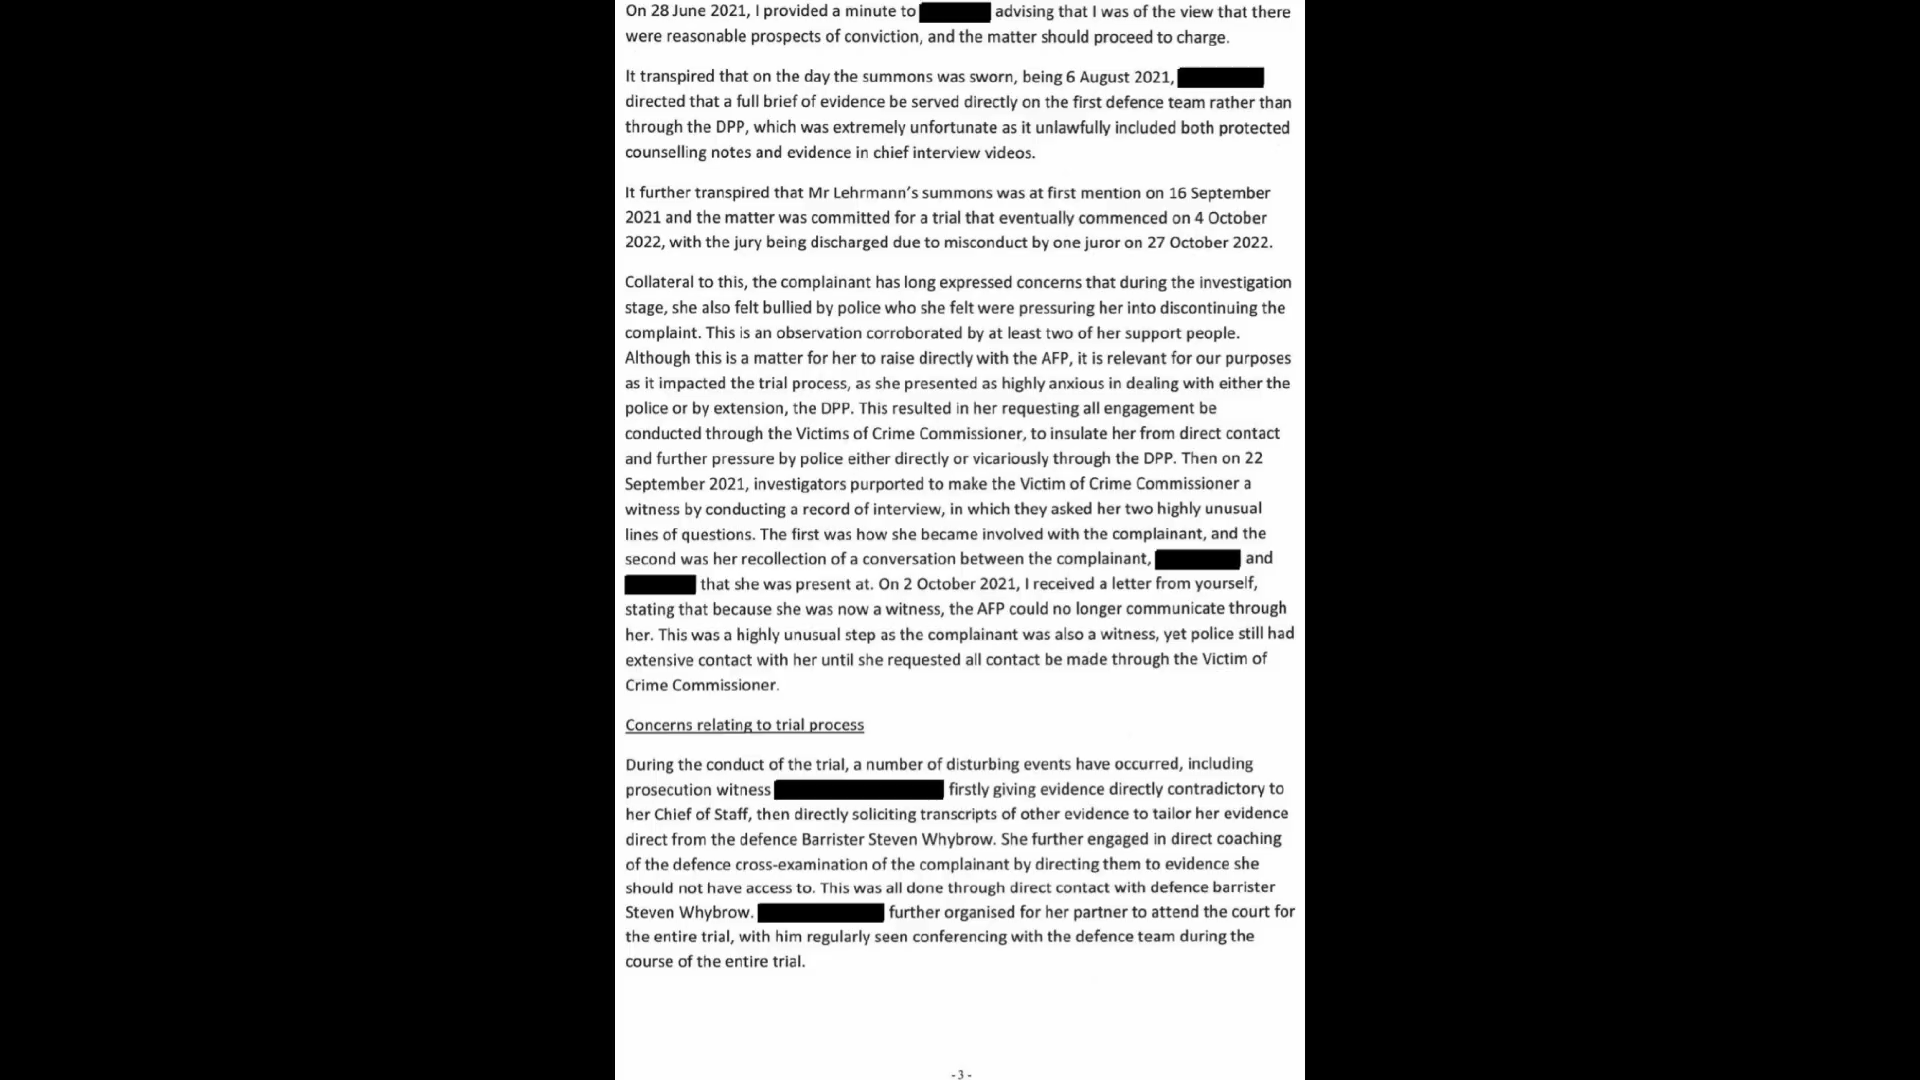 On 28 June 2021, I provided a minute to advising that I was of the view that there
were reasonable prospects of conviction, and the matter should proceed to charge.
It transpired that on the day the summons was sworn, being 6 August 2021,
directed that a full brief of evidence be served directly on the first defence team rather than
through the DPP, which was extremely unfortunate as it unlawfully included both protected
counselling notes and evidence in chief interview videos.
It further transpired that Mr Lehrmann's summons was at first mention on 16 September
2021 and the matter was committed for a trial that eventually commenced on 4 October
2022, with the jury being discharged due to misconduct by one juror on 27 October 2022.
Collateral to this, the complainant has long expressed concerns that during the investigation
stage, she also felt bullied by police who she felt were pressuring her into discontinuing the
complaint. This is an observation corroborated by at least two of her support people.
Although this is a matter for her to raise directly with the AFP, it is relevant for our purposes
as it impacted the trial process, as she presented as highly anxious in dealing with either the
police or by extension, the DPP. This resulted in her requesting all engagement be
conducted through the Victims of Crime Commissioner, to insulate her from direct contact
and further pressure by police either directly or vicariously through the DPP. Then on 22
September 2021, investigators purported to make the Victim of Crime Commissioner a
witness by conducting a record of interview, in which they asked her two highly unusual
lines of questions. The first was how she became involved with the complainant, and the
second was her recollection of a conversation between the complainant, and
that she was present at. On 2 October 2021, I received a letter from yourself,
stating that because she was now a witness, the AFP could no longer communicate through
her. This was a highly unusual step as the complainant was also a witness, yet police still had
extensive contact with her until she requested all contact be made through the Victim of
Crime Commissioner.
Concerns relating to trial process
During the conduct of the trial, a number of disturbing events have occurred, including
prosecution witness firstly giving evidence directly contradictory to
her Chief of Staff, then directly soliciting transcripts of other evidence to tailor her evidence
direct from the defence Barrister Steven Whybrow. She further engaged in direct coaching
of the defence cross-examination of the complainant by directing them to evidence she
should not have access to. This was all done through direct contact with defence barrister
Steven Whybrow. further organised for her partner to attend the court for
the entire trial, with him regularly seen conferencing with the defence team during the
course of the entire trial.
-3-